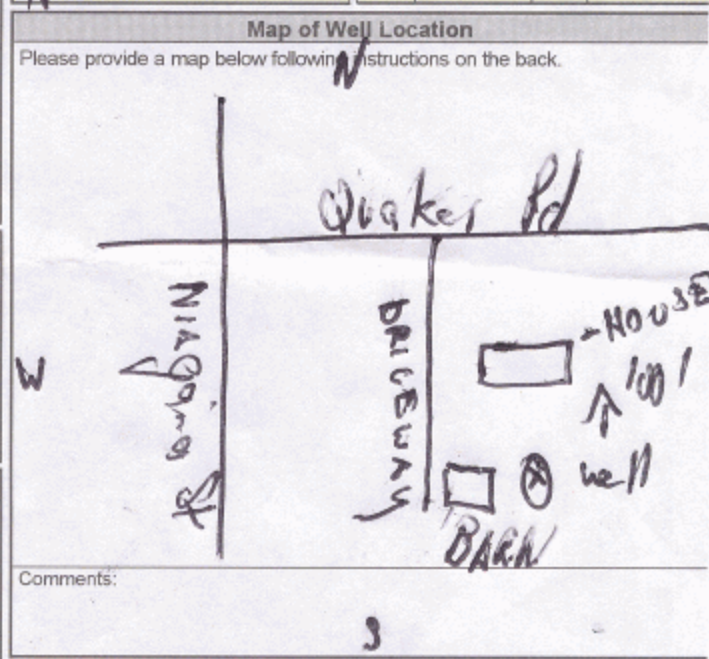 Map of Well Location
Please provide a map below following instructions on the back.
N
Quaker Rd
NIAgara St
DRIVEWAY
-HOUSE
W
100'
well
BARN
Comments:
S